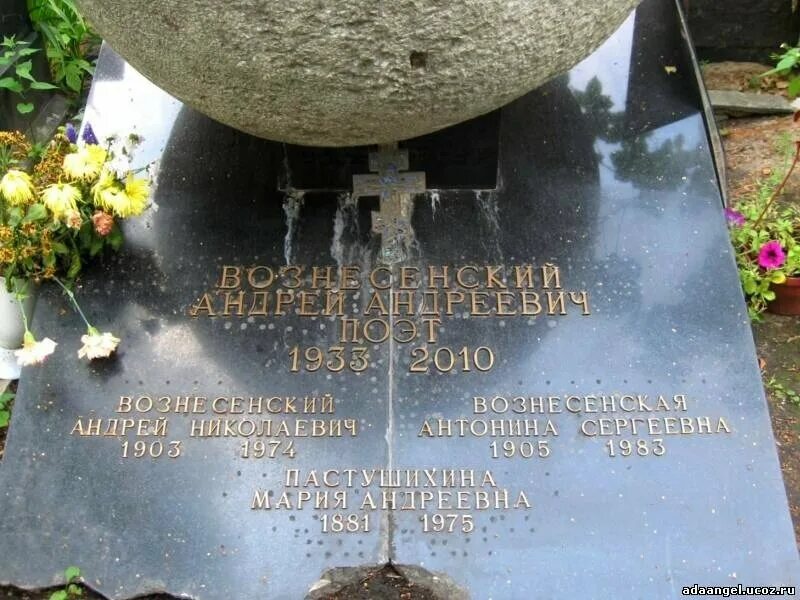 ВОЗНЕСЕНСКИЙ
АНДРЕЙ АНДРЕЕВИЧ
ПОЭТ
1933 2010
ВОЗНЕСЕНСКИЙ
АНДРЕЙ НИКОЛАЕВИЧ
1903 1974
ВОЗНЕСЕНСКАЯ
АНТОНИНА СЕРГЕЕВНА
1905 1983
ПАСТУШИХИНА
МАРИЯ АНДРЕЕВНА
1881 1975
adaangel.ucoz.ru